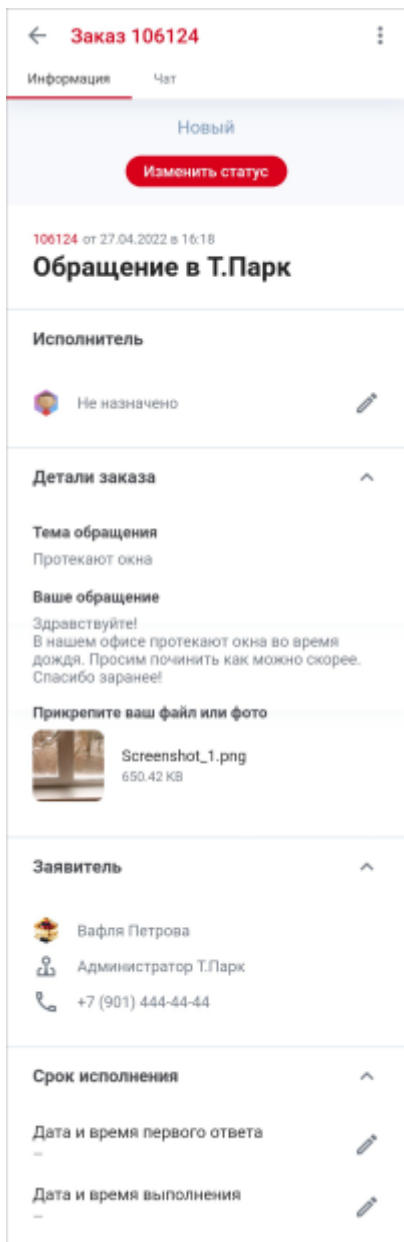 Заказ 106124
Информация Чат
Новый
Изменить статус
106124 от 27.04.2022 в 16:18
Обращение в Т.Парк
Исполнитель
Не назначено
Детали заказа
Тема обращения
Протекают окна
Ваше обращение
Здравствуйте!
В нашем офисе протекают окна во время
дождя. Просим починить как можно скорее.
Спасибо заранее!
Прикрепите ваш файл или фото
Screenshot_1.png
650.42 KB
Заявитель
Вафля Петрова
Администратор Т.Парк
+7 (901) 444-44-44
Срок исполнения
Дата и время первого ответа
–
Дата и время выполнения
–